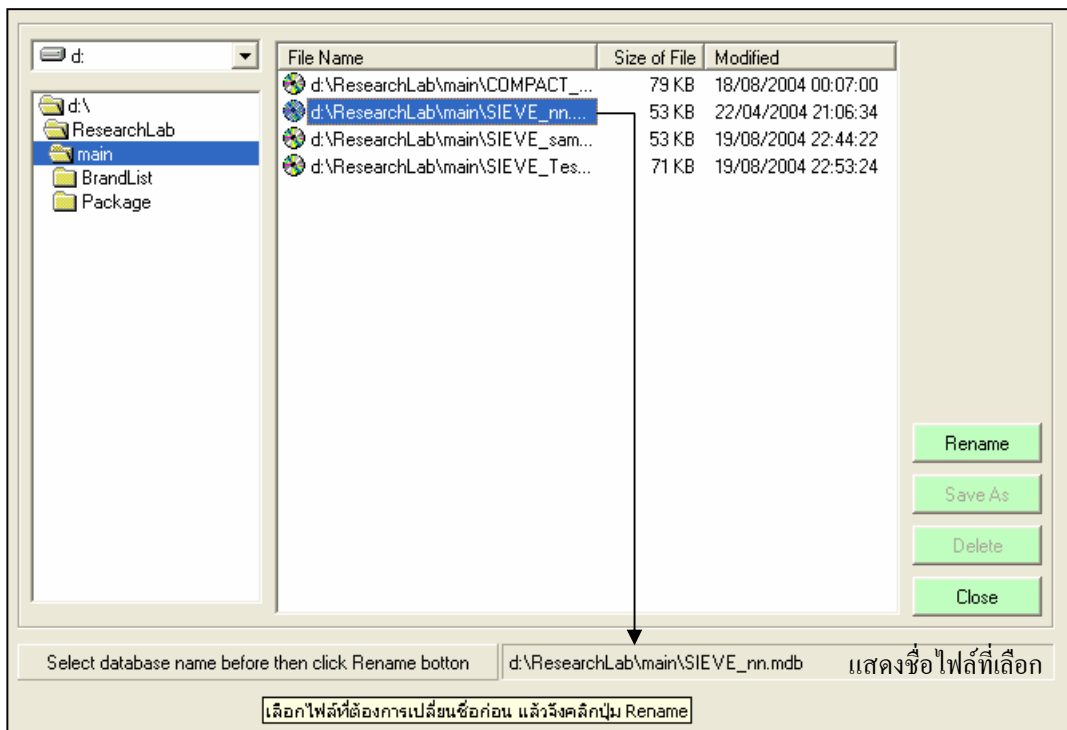 d:
d:\
ResearchLab
main
BrandList
Package
File Name Size of File Modified
d:\ResearchLab\main\COMPACT_... 79 KB 18/08/2004 00:07:00
d:\ResearchLab\main\SIEVE_nn.... 53 KB 22/04/2004 21:06:34
d:\ResearchLab\main\SIEVE_sam... 53 KB 19/08/2004 22:44:22
d:\ResearchLab\main\SIEVE_Tes... 71 KB 19/08/2004 22:53:24
Rename
Save As
Delete
Close
Select database name before then click Rename botton d:\ResearchLab\main\SIEVE_nn.mdb แสดงชื่อไฟล์ที่เลือก
เลือกไฟล์ที่ต้องการเปลี่ยนชื่อก่อน แล้วจึงคลิกปุ่ม Rename